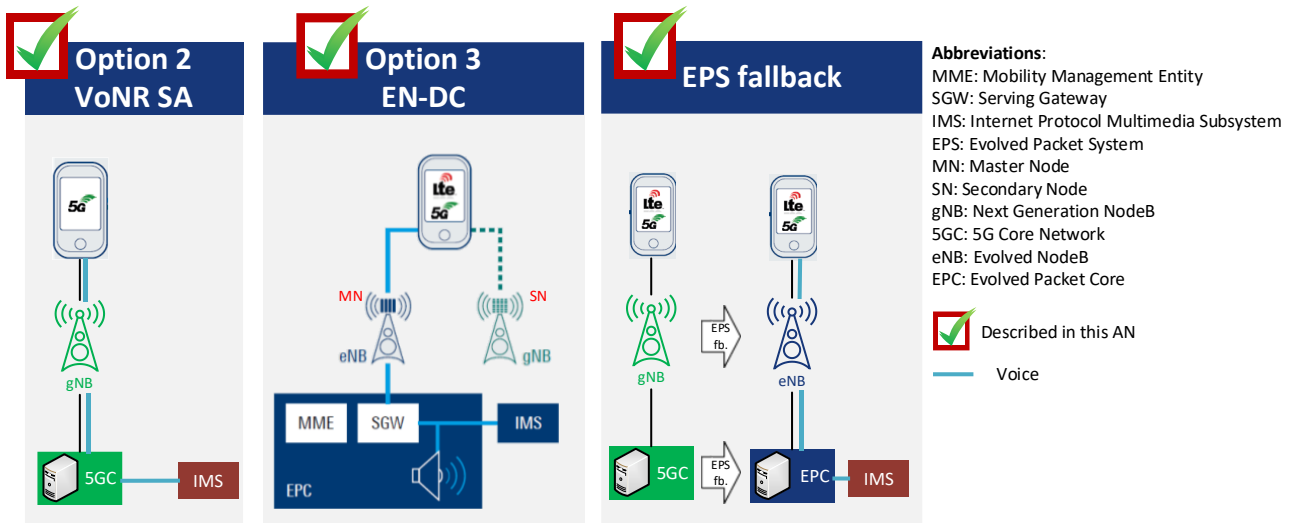 Option 2
VoNR SA
5G
gNB
5GC
IMS
Option 3
EN-DC
lte
5G
MN
SN
eNB
gNB
MME
SGW
IMS
EPC
EPS fallback
lte
5G
lte
5G
EPS
fb.
gNB
eNB
5GC
EPS
fb.
EPC
IMS
Abbreviations:
MME: Mobility Management Entity
SGW: Serving Gateway
IMS: Internet Protocol Multimedia Subsystem
EPS: Evolved Packet System
MN: Master Node
SN: Secondary Node
gNB: Next Generation NodeB
5GC: 5G Core Network
eNB: Evolved NodeB
EPC: Evolved Packet Core
Described in this AN
Voice